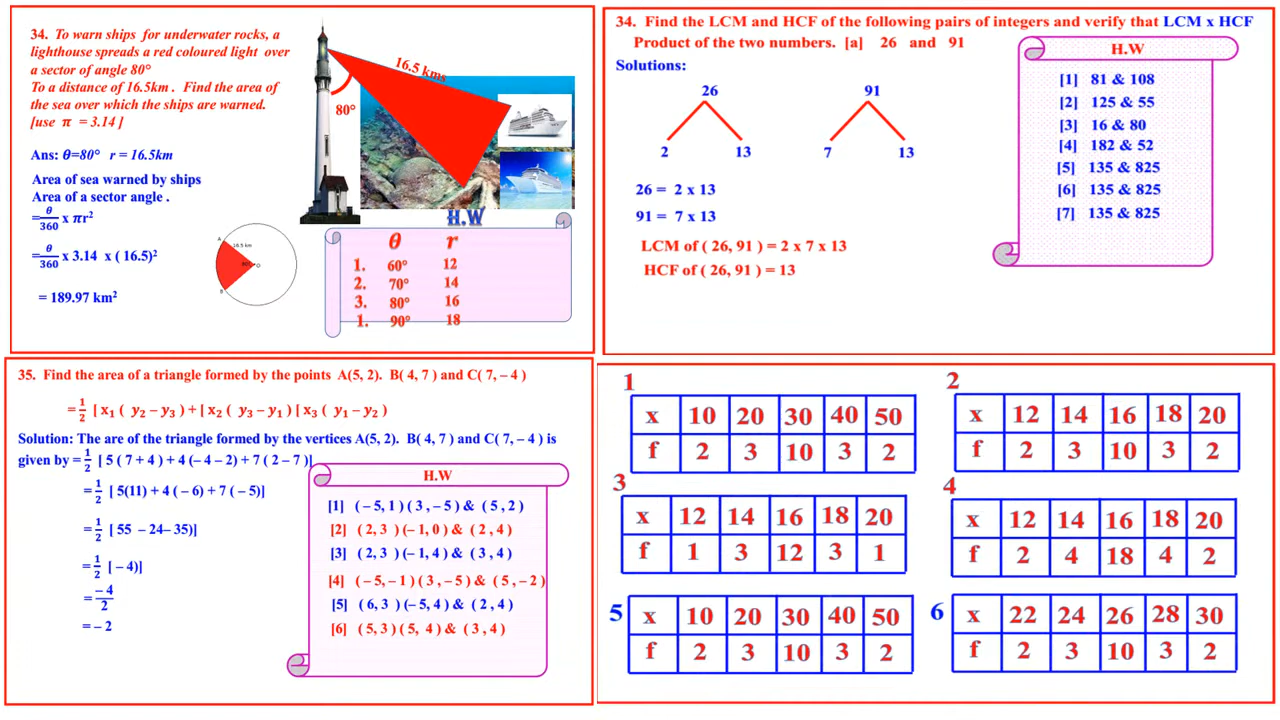 34. To warn ships for underwater rocks, a
lighthouse spreads a red coloured light over
a sector of angle 80°
To a distance of 16.5km . Find the area of
the sea over which the ships are warned.
[use π = 3.14 ]
Ans: θ=80° r = 16.5km
Area of sea warned by ships
Area of a sector angle .
=θ/360 x πr²
=θ/360 x 3.14 x ( 16.5)²
= 189.97 km²
16.5 kms
80°
A
16.5 km
O
B
H.W
θ r
1. 60° 12
2. 70° 14
3. 80° 16
1. 90° 18
34. Find the LCM and HCF of the following pairs of integers and verify that LCM x HCF
Product of the two numbers. [a] 26 and 91
Solutions:
26 91
2 13 7 13
26 = 2 x 13
91 = 7 x 13
LCM of ( 26, 91 ) = 2 x 7 x 13
HCF of ( 26, 91 ) = 13
H.W
[1] 81 & 108
[2] 125 & 55
[3] 16 & 80
[4] 182 & 52
[5] 135 & 825
[6] 135 & 825
[7] 135 & 825
35. Find the area of a triangle formed by the points A(5, 2). B( 4, 7 ) and C( 7, – 4 )
=1/2 [ x₁ ( y₂ – y₃ ) + [ x₂ ( y₃ – y₁ ) [ x₃ ( y₁ – y₂ )
Solution: The are of the triangle formed by the vertices A(5, 2). B( 4, 7 ) and C( 7, – 4 ) is
given by = 1/2 [ 5 ( 7 + 4 ) + 4 (– 4 – 2) + 7 ( 2 – 7 )]
=1/2 [ 5(11) + 4 ( – 6) + 7 ( – 5)]
=1/2 [ 55 – 24– 35)]
=1/2 [ – 4)]
=– 4/2
= – 2
H.W
[1] ( – 5, 1 ) ( 3 , – 5 ) & ( 5 , 2 )
[2] ( 2, 3 ) (– 1, 0 ) & ( 2 , 4 )
[3] ( 2, 3 ) (– 1, 4 ) & ( 3 , 4 )
[4] ( – 5, – 1 ) ( 3 , – 5 ) & ( 5 , – 2 )
[5] ( 6, 3 ) (– 5, 4 ) & ( 2 , 4 )
[6] ( 5, 3 ) ( 5, 4 ) & ( 3 , 4 )
1
x 10 20 30 40 50
f 2 3 10 3 2
2
x 12 14 16 18 20
f 2 3 10 3 2
3
x 12 14 16 18 20
f 1 3 12 3 1
4
x 12 14 16 18 20
f 2 4 18 4 2
5
x 10 20 30 40 50
f 2 3 10 3 2
6
x 22 24 26 28 30
f 2 3 10 3 2